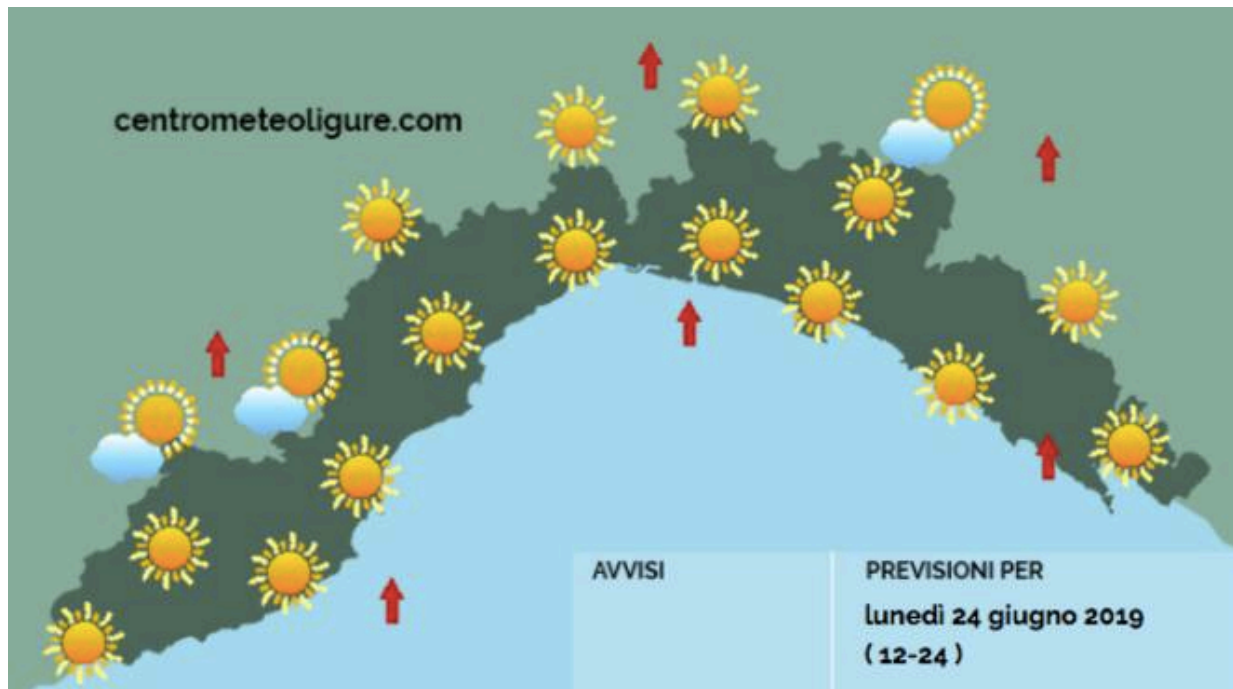 centrometeoligure.com
AVVISI
PREVISIONI PER
lunedì 24 giugno 2019
( 12-24 )